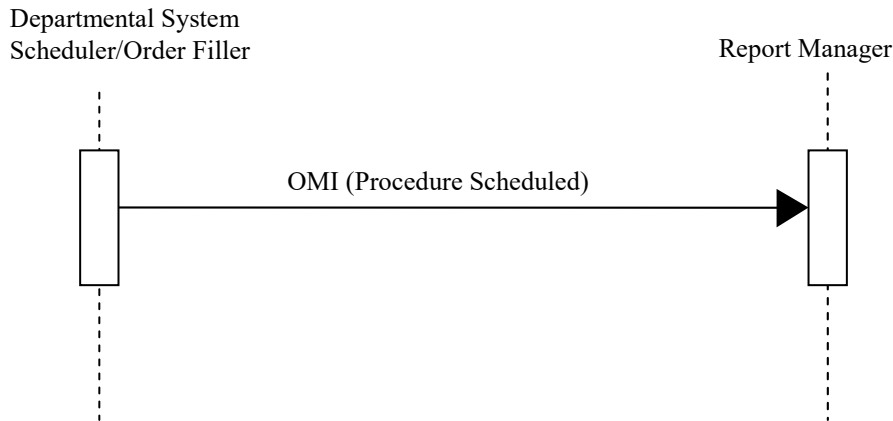 Departmental System
Scheduler/Order Filler
Report Manager
OMI (Procedure Scheduled)